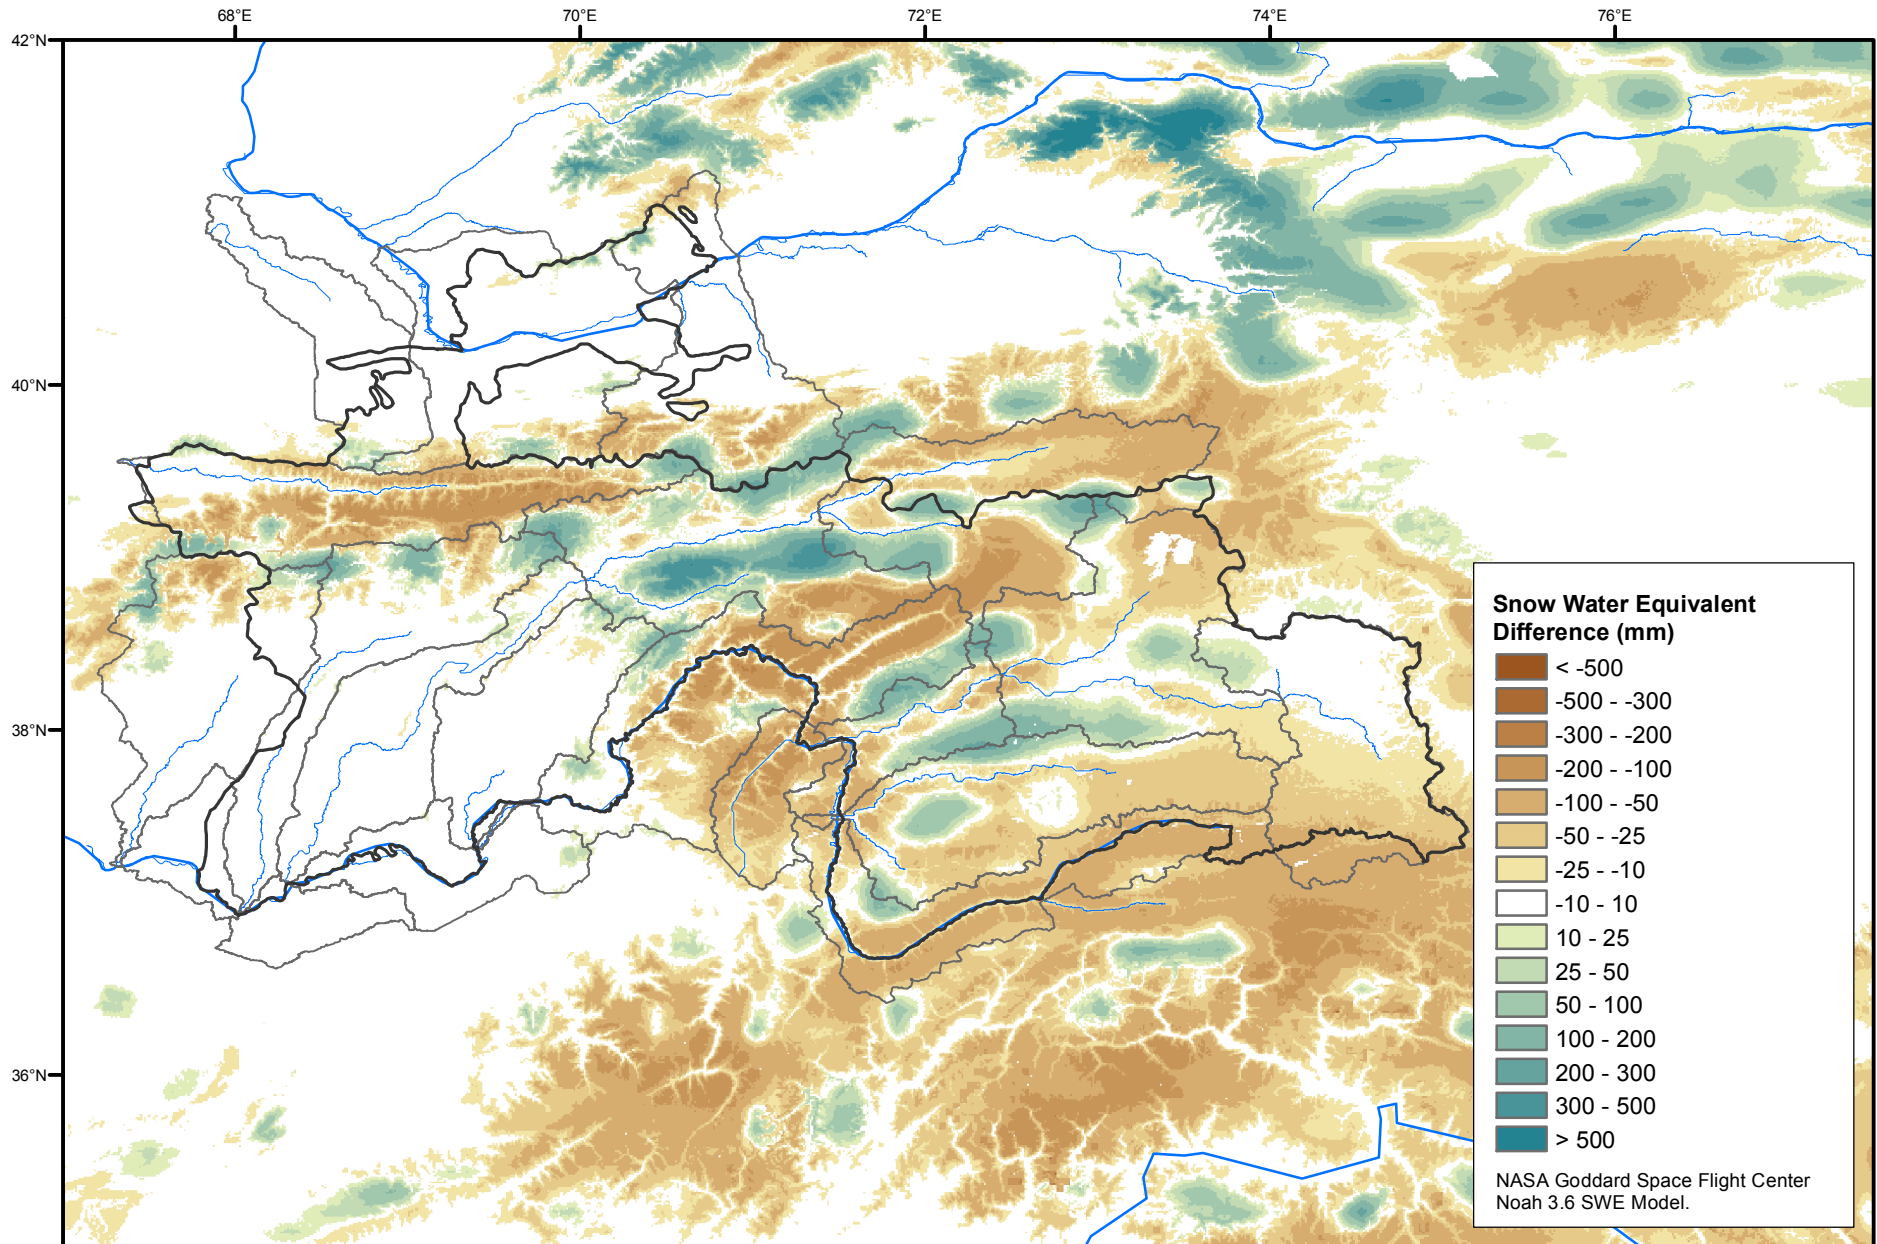 68°E 70°E 72°E 74°E 76°E
42°N
40°N
38°N
36°N
Snow Water Equivalent
Difference (mm)
< -500
-500 - -300
-300 - -200
-200 - -100
-100 - -50
-50 - -25
-25 - -10
-10 - 10
10 - 25
25 - 50
50 - 100
100 - 200
200 - 300
300 - 500
> 500
NASA Goddard Space Flight Center
Noah 3.6 SWE Model.